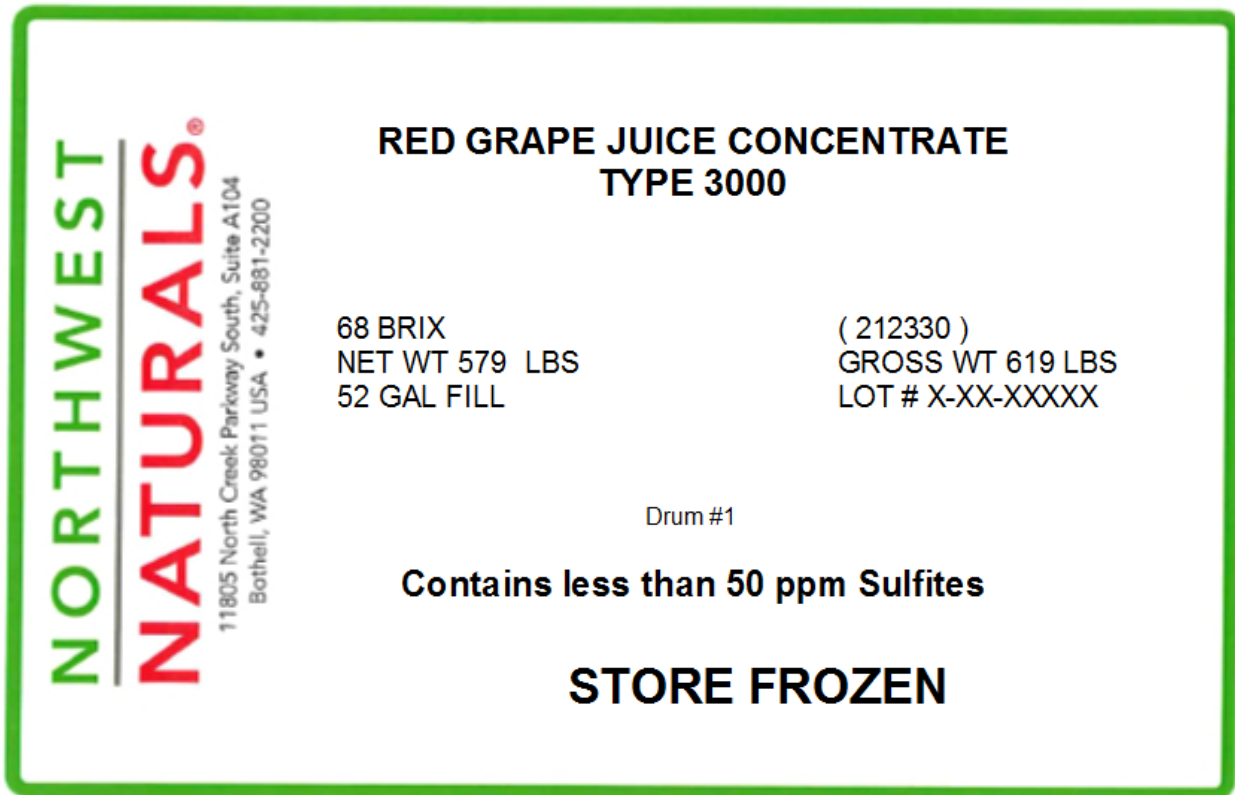 NORTHWEST
NATURALS®
11805 North Creek Parkway South, Suite A104
Bothell, WA 98011 USA • 425-881-2200
RED GRAPE JUICE CONCENTRATE
TYPE 3000
68 BRIX
( 212330 )
NET WT 579 LBS
GROSS WT 619 LBS
52 GAL FILL
LOT # X-XX-XXXXX
Drum #1
Contains less than 50 ppm Sulfites
STORE FROZEN